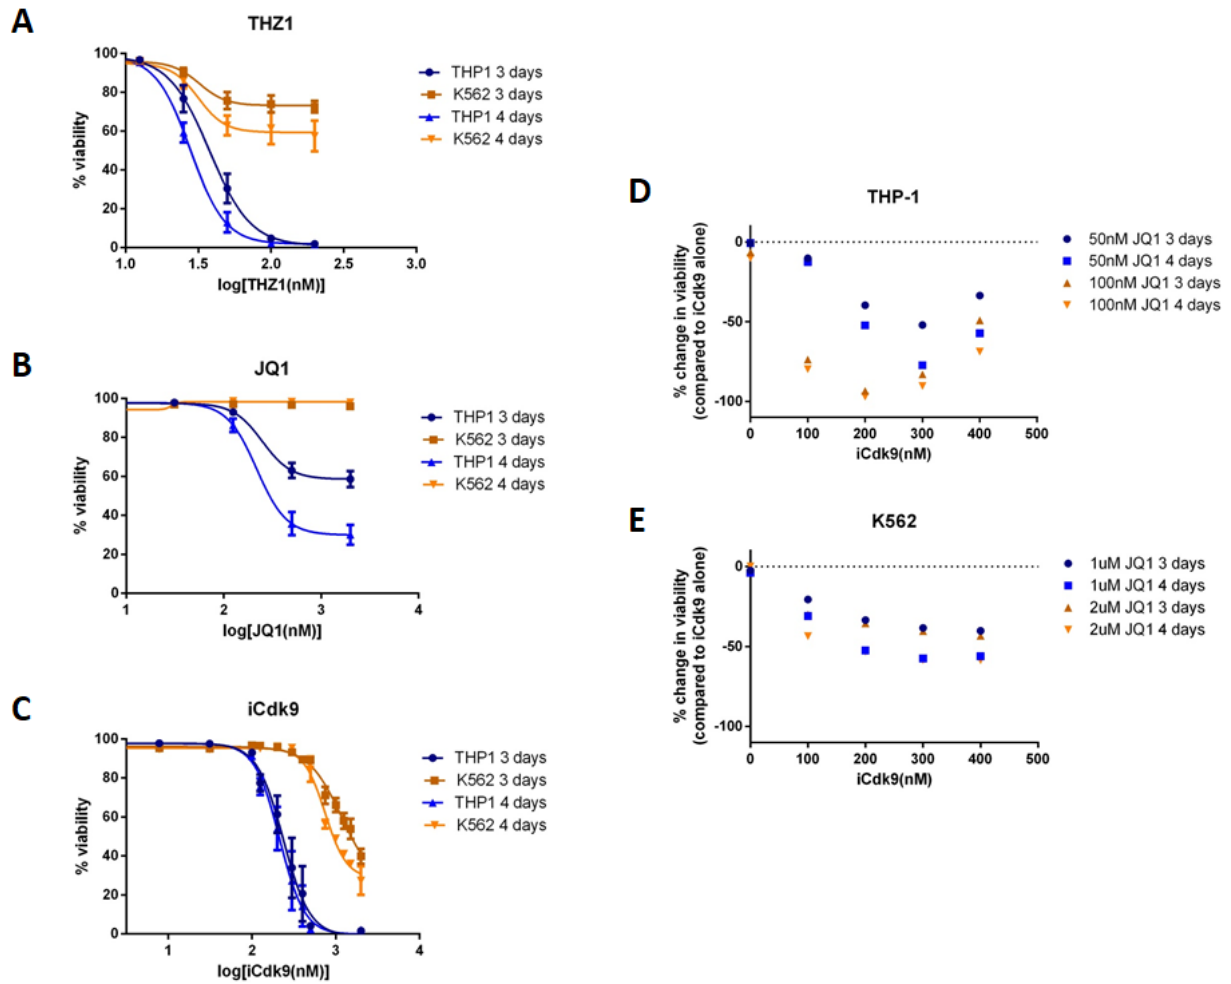 A
THZ1
100
80
60
40
20
0
% viability
1.0
1.5
2.0
2.5
3.0
log[THZ1(nM)]
THP1 3 days
K562 3 days
THP1 4 days
K562 4 days
B
JQ1
100
80
60
40
20
0
% viability
1
2
3
4
log[JQ1(nM)]
THP1 3 days
K562 3 days
THP1 4 days
K562 4 days
C
iCdk9
100
80
60
40
20
0
% viability
1
2
3
4
log[iCdk9(nM)]
THP1 3 days
K562 3 days
THP1 4 days
K562 4 days
D
THP-1
0
-50
-100
% change in viability
(compared to iCdk9 alone)
0
100
200
300
400
500
iCdk9(nM)
50nM JQ1 3 days
50nM JQ1 4 days
100nM JQ1 3 days
100nM JQ1 4 days
E
K562
0
-50
-100
% change in viability
(compared to iCdk9 alone)
0
100
200
300
400
500
iCdk9(nM)
1uM JQ1 3 days
1uM JQ1 4 days
2uM JQ1 3 days
2uM JQ1 4 days